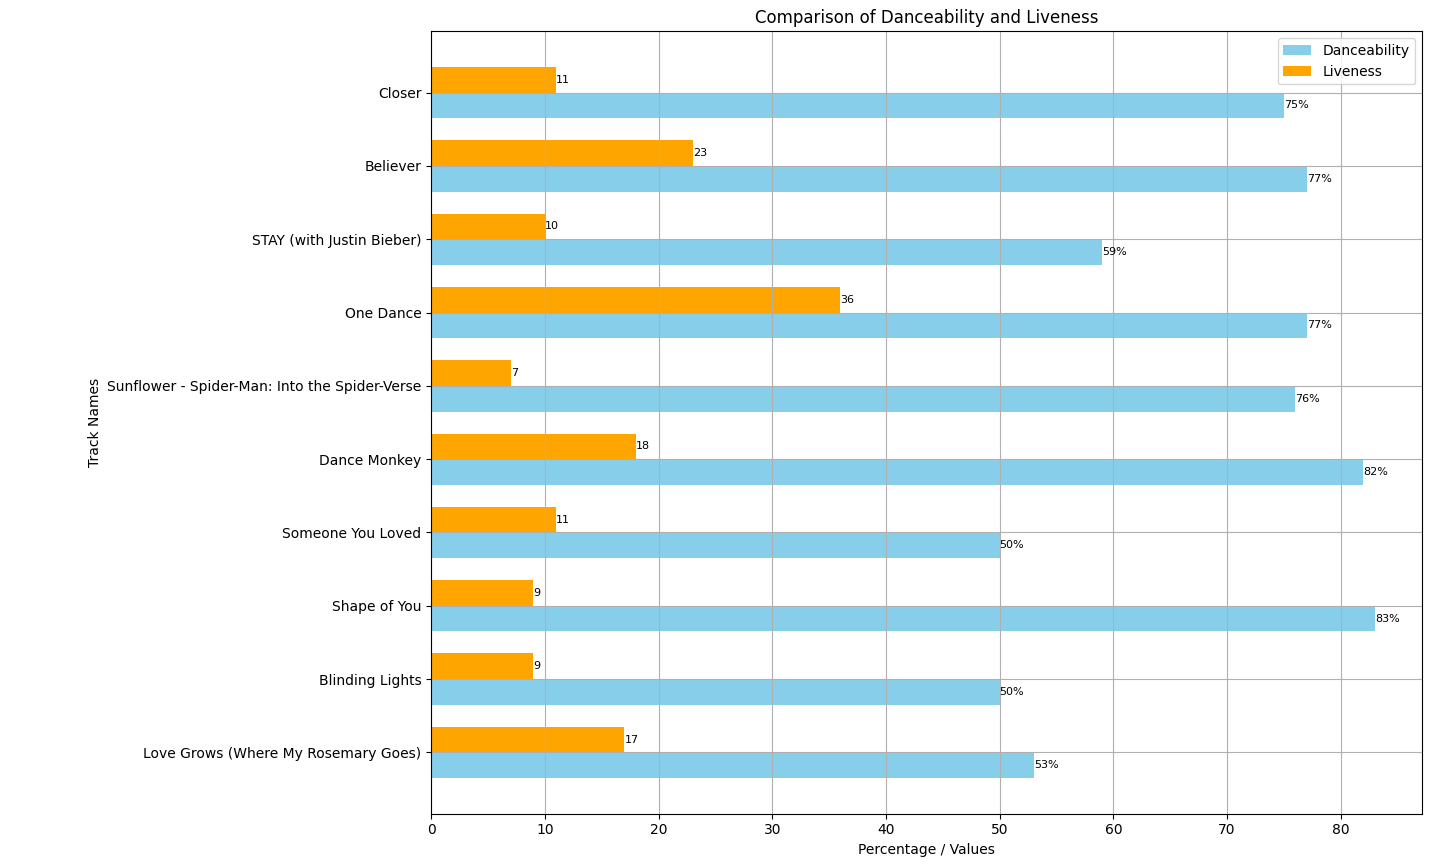 Comparison of Danceability and Liveness
Danceability
Liveness
Track Names
Closer
11
75%
Believer
23
77%
STAY (with Justin Bieber)
10
59%
One Dance
36
77%
Sunflower - Spider-Man: Into the Spider-Verse
7
76%
Dance Monkey
18
82%
Someone You Loved
11
50%
Shape of You
9
83%
Blinding Lights
9
50%
Love Grows (Where My Rosemary Goes)
17
53%
0 10 20 30 40 50 60 70 80
Percentage / Values